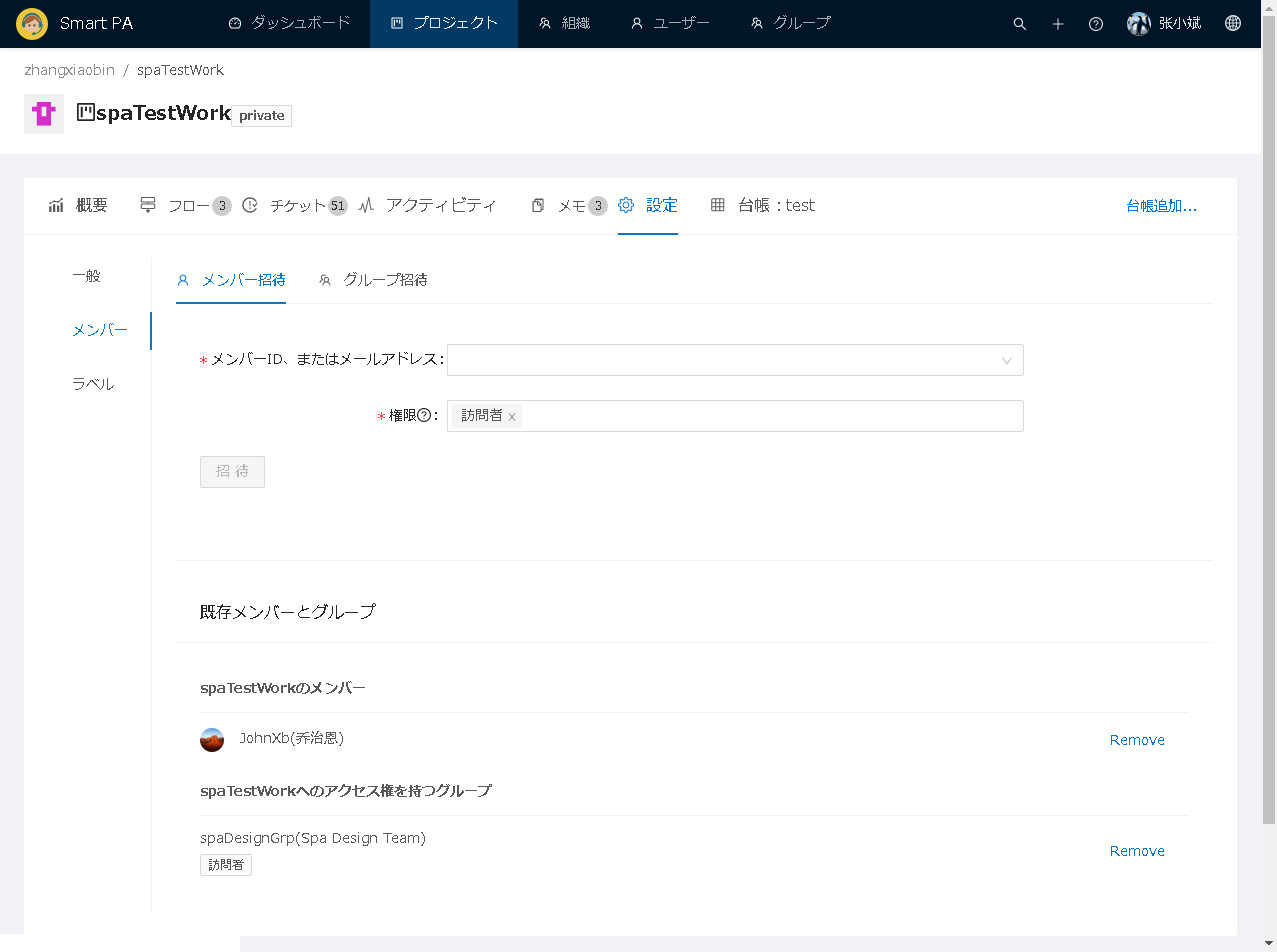 Smart PA ダッシュボード プロジェクト 組織 ユーザー グループ 张小斌
zhangxiaobin / spaTestWork
spaTestWork private
概要 フロー 3 チケット 51 アクティビティ メモ 3 設定 台帳：test 台帳追加...
一般
メンバー
ラベル
メンバー招待 グループ招待
* メンバーID、またはメールアドレス:
* 権限 : 訪問者 ×
招 待
既存メンバーとグループ
spaTestWorkのメンバー
JohnXb(乔治恩) Remove
spaTestWorkへのアクセス権を持つグループ
spaDesignGrp(Spa Design Team) Remove
訪問者